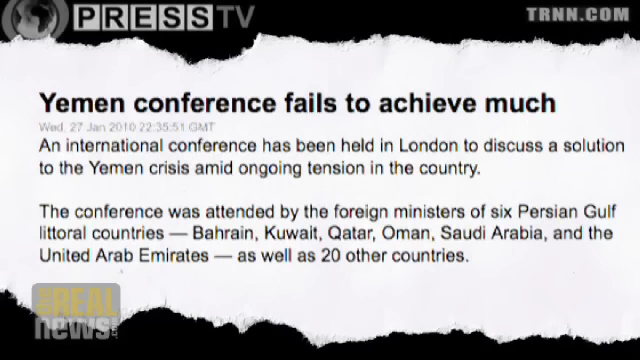 PRESSTV
TRNN.COM
Yemen conference fails to achieve much
Wed, 27 Jan 2010 22:35:51 GMT
An international conference has been held in London to discuss a solution
to the Yemen crisis amid ongoing tension in the country.
The conference was attended by the foreign ministers of six Persian Gulf
littoral countries — Bahrain, Kuwait, Qatar, Oman, Saudi Arabia, and the
United Arab Emirates — as well as 20 other countries.
the REAL
news.com